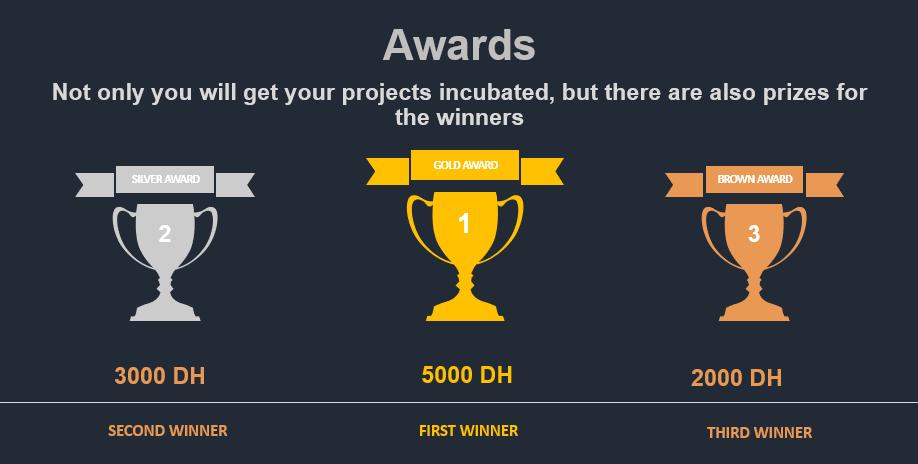 Awards
Not only you will get your projects incubated, but there are also prizes for
the winners
SILVER AWARD
GOLD AWARD
BROWN AWARD
2
1
3
3000 DH
5000 DH
2000 DH
SECOND WINNER
FIRST WINNER
THIRD WINNER